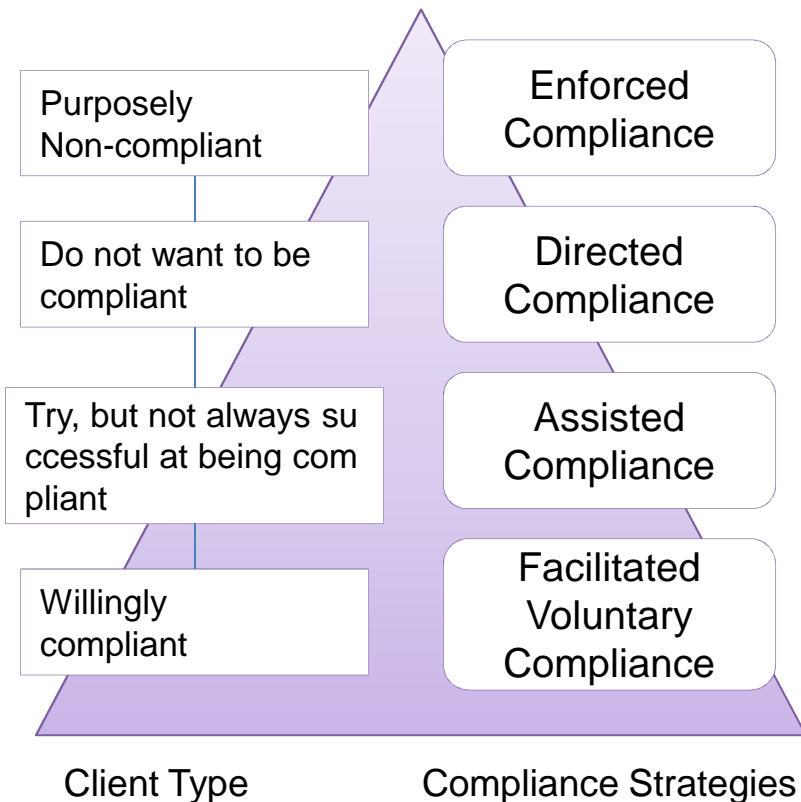 Purposely
Non-compliant
Enforced
Compliance
Do not want to be
compliant
Directed
Compliance
Try, but not always su
ccessful at being com
pliant
Assisted
Compliance
Willingly
compliant
Facilitated
Voluntary
Compliance
Client Type
Compliance Strategies